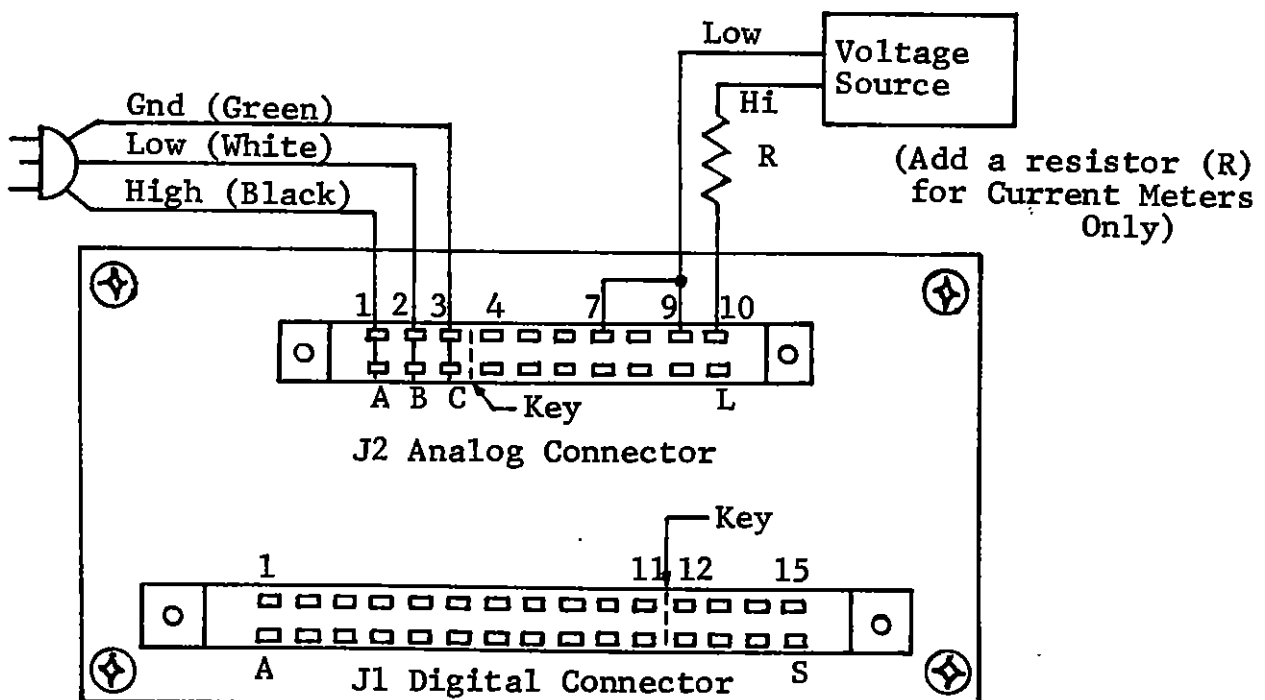 Low
Voltage
Source
Hi
R
(Add a resistor (R)
for Current Meters
Only)
Gnd (Green)
Low (White)
High (Black)
1 2 3 4 7 9 10
A B C Key L
J2 Analog Connector
Key
1 11 12 15
A S
J1 Digital Connector